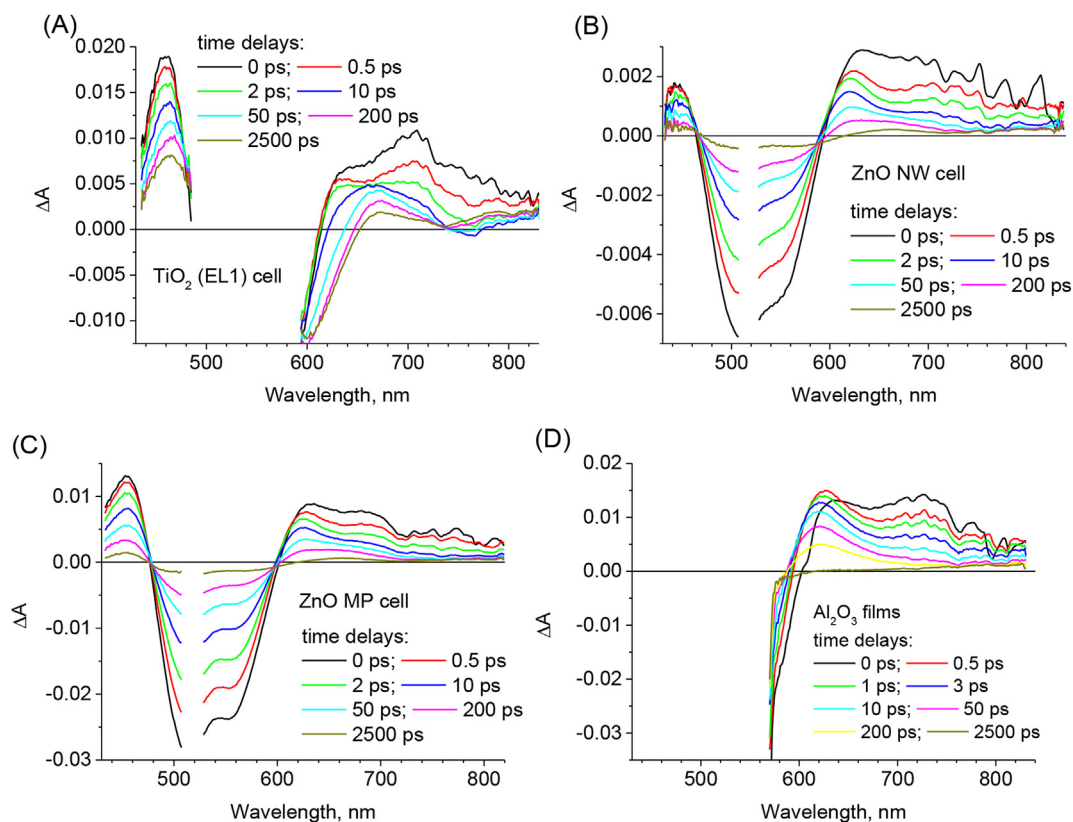 (A)
time delays:
0 ps; 0.5 ps
2 ps; 10 ps
50 ps; 200 ps
2500 ps
0.020
0.015
0.010
0.005
0.000
-0.005
-0.010
ΔA
TiO2 (EL1) cell
500 600 700 800
Wavelength, nm
(B)
0.002
0.000
-0.002
-0.004
-0.006
ΔA
ZnO NW cell
time delays:
0 ps; 0.5 ps
2 ps; 10 ps
50 ps; 200 ps
2500 ps
500 600 700 800
Wavelength, nm
(C)
0.01
0.00
-0.01
-0.02
-0.03
ΔA
ZnO MP cell
time delays:
0 ps; 0.5 ps
2 ps; 10 ps
50 ps; 200 ps
2500 ps
500 600 700 800
Wavelength, nm
(D)
0.02
0.01
0.00
-0.01
-0.02
-0.03
ΔA
Al2O3 films
time delays:
0 ps; 0.5 ps
1 ps; 3 ps
10 ps; 50 ps
200 ps; 2500 ps
500 600 700 800
Wavelength, nm